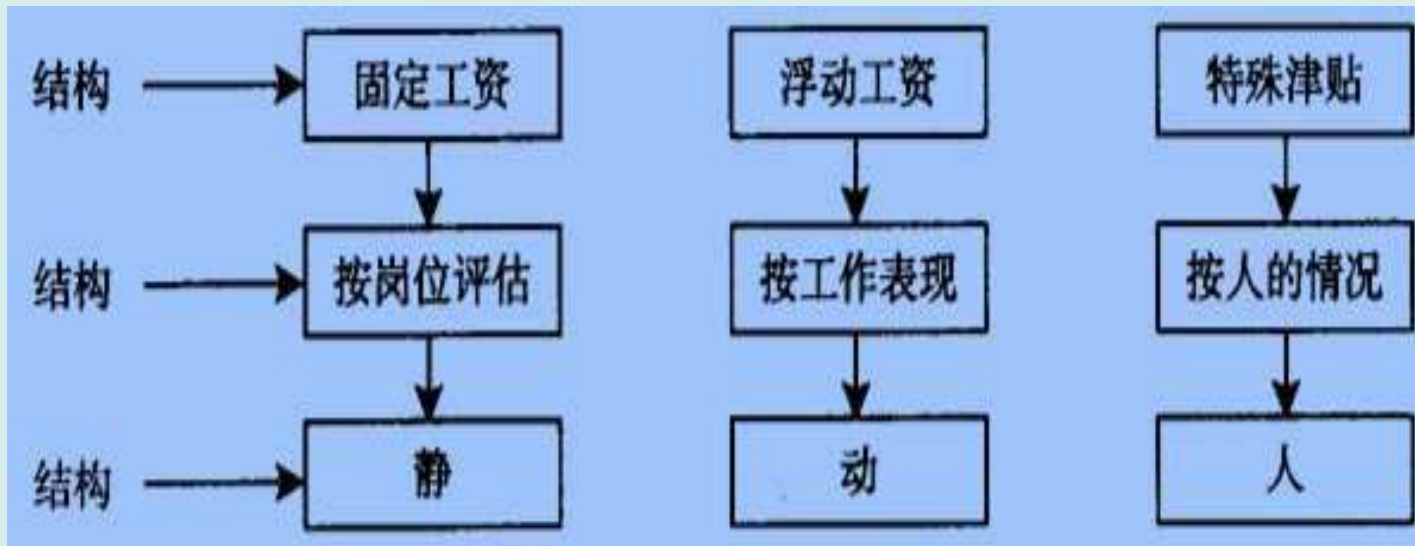 结构 固定工资 浮动工资 特殊津贴
结构 按岗位评估 按工作表现 按人的情况
结构 静 动 人